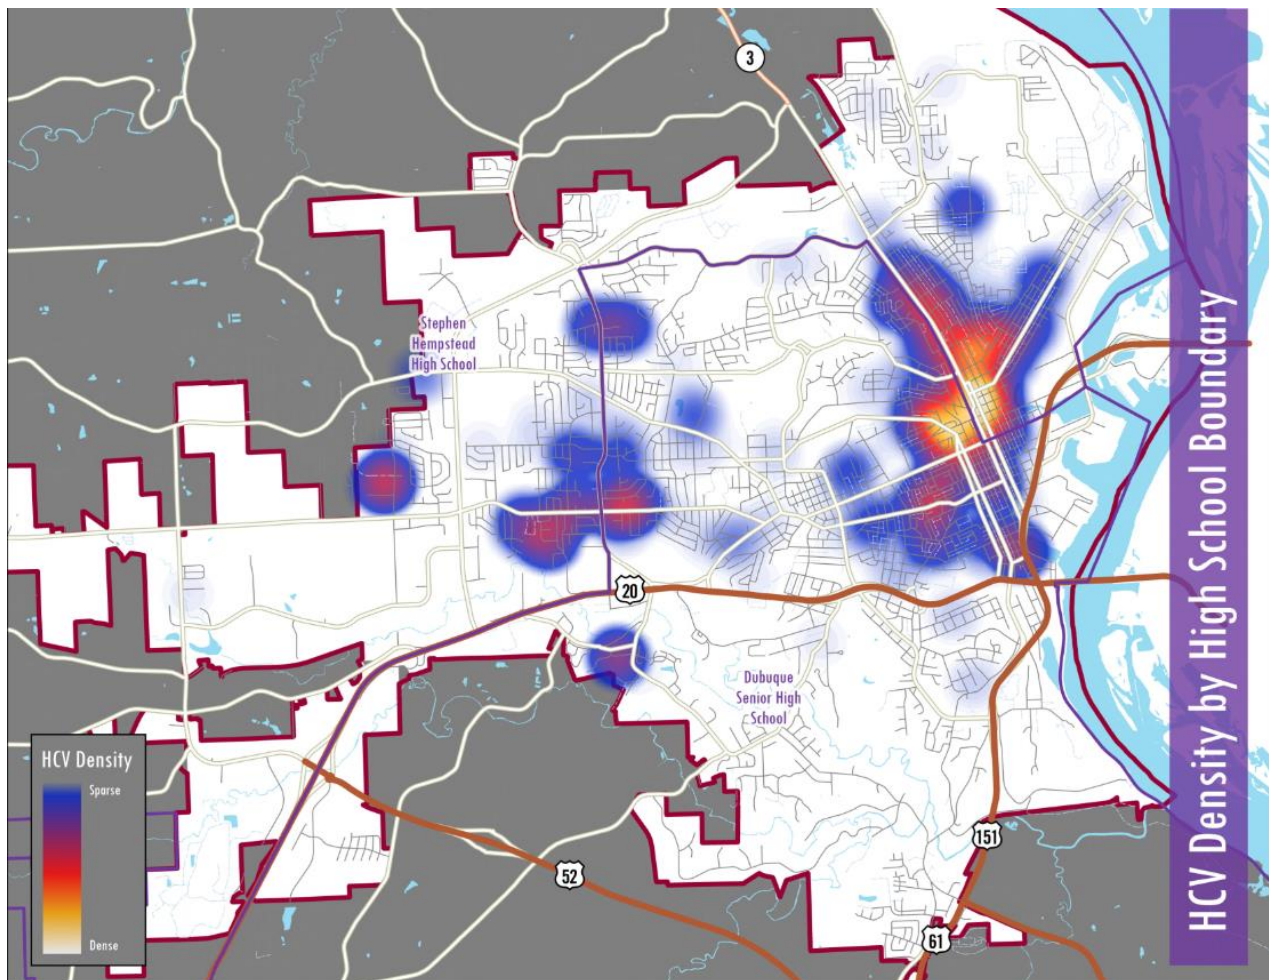 3
Stephen
Hempstead
High School
20
Dubuque
Senior High
School
HCV Density
Sparse
Dense
52
151
61
HCV Density by High School Boundary